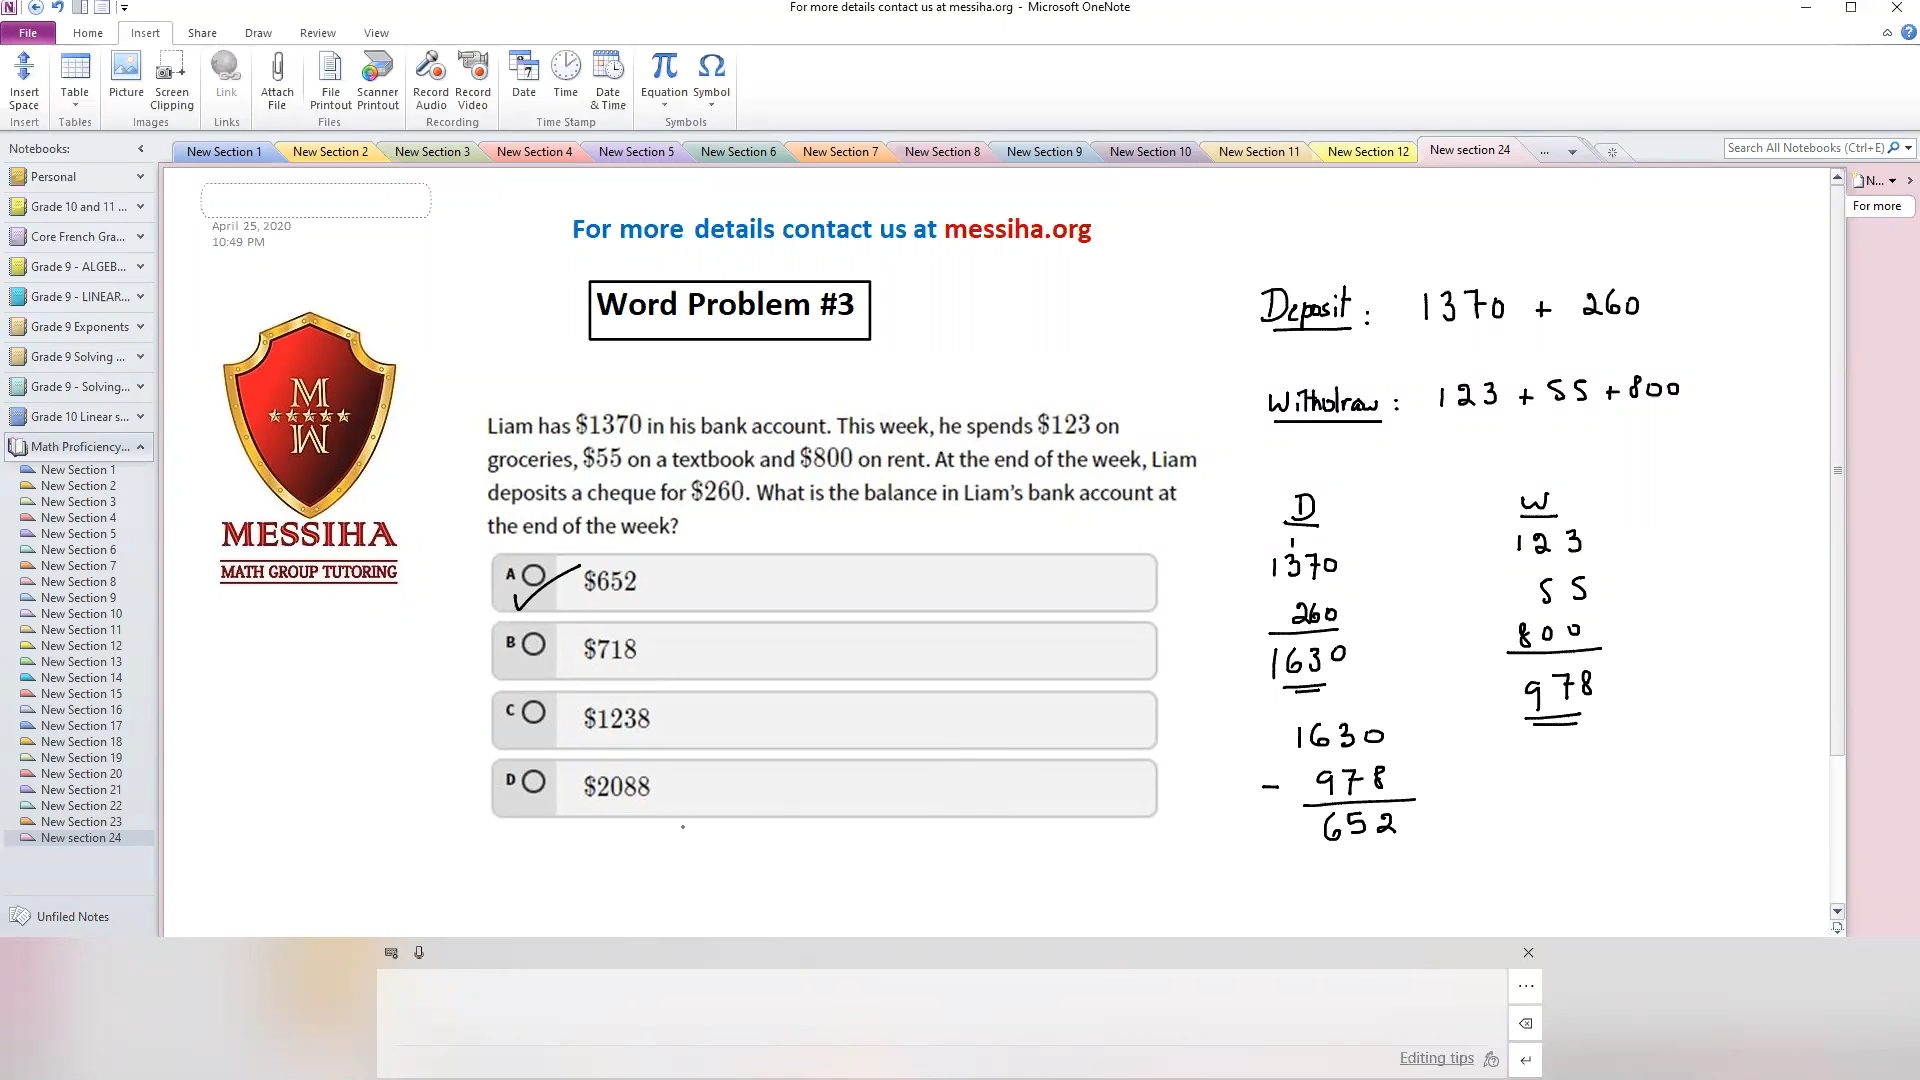 For more details contact us at messiha.org - Microsoft OneNote
File Home Insert Share Draw Review View
Insert Space
Table
Picture
Screen Clipping
Link
Attach File
File Printout
Scanner Printout
Record Audio
Record Video
Date
Time
Date & Time
Equation
Symbol
Insert Tables Images Links Files Recording Time Stamp Symbols
Notebooks:
New Section 1 New Section 2 New Section 3 New Section 4 New Section 5 New Section 6 New Section 7 New Section 8 New Section 9 New Section 10 New Section 11 New Section 12 New section 24 ...
Search All Notebooks (Ctrl+E)
Personal
Grade 10 and 11 ...
Core French Gra...
Grade 9 - ALGEB...
Grade 9 - LINEAR...
Grade 9 Exponents
Grade 9 Solving ...
Grade 9 - Solving...
Grade 10 Linear s...
Math Proficiency...
New Section 1
New Section 2
New Section 3
New Section 4
New Section 5
New Section 6
New Section 7
New Section 8
New Section 9
New Section 10
New Section 11
New Section 12
New Section 13
New Section 14
New Section 15
New Section 16
New Section 17
New Section 18
New Section 19
New Section 20
New Section 21
New Section 22
New Section 23
New section 24
Unfiled Notes
N...
For more
April 25, 2020
10:49 PM
For more details contact us at messiha.org
Word Problem #3
M
M
MESSIHA
MATH GROUP TUTORING
Liam has $1370 in his bank account. This week, he spends $123 on
groceries, $55 on a textbook and $800 on rent. At the end of the week, Liam
deposits a cheque for $260. What is the balance in Liam's bank account at
the end of the week?
A $652
B $718
C $1238
D $2088
Deposit : 1370 + 260
Withdraw : 123 + 55 + 800
D
1
1370
260
1630
1630
- 978
652
W
123
55
800
978
Editing tips